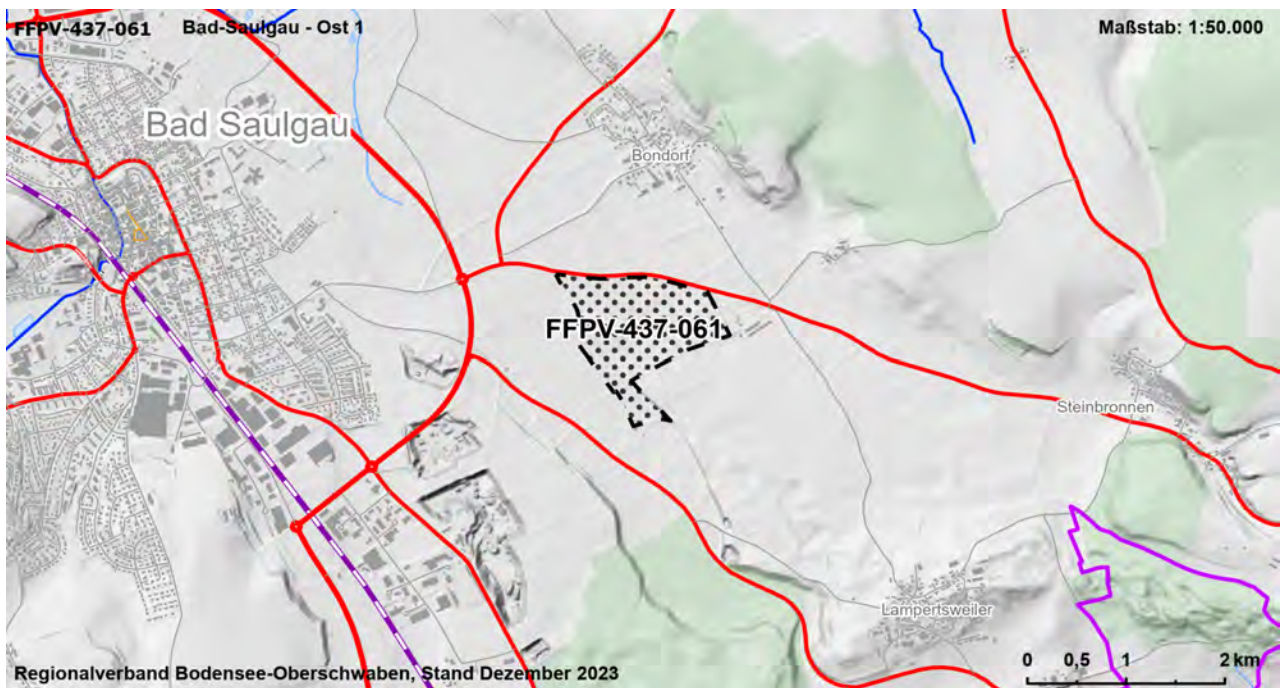 FFPV-437-061 Bad-Saulgau - Ost 1 Maßstab: 1:50.000
Bad Saulgau
Bondorf
FFPV-437-061
Steinbronnen
Lampertsweiler
Regionalverband Bodensee-Oberschwaben, Stand Dezember 2023
0 0,5 1 2 km